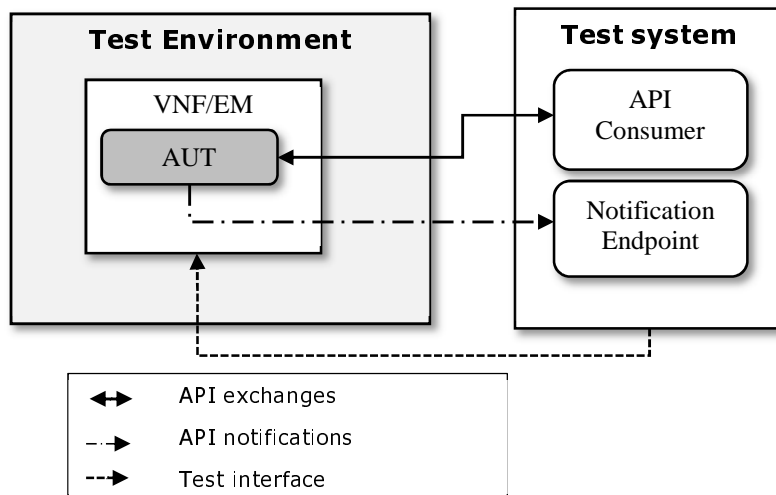 Test Environment
VNF/EM
AUT
Test system
API
Consumer
Notification
Endpoint
API exchanges
API notifications
Test interface